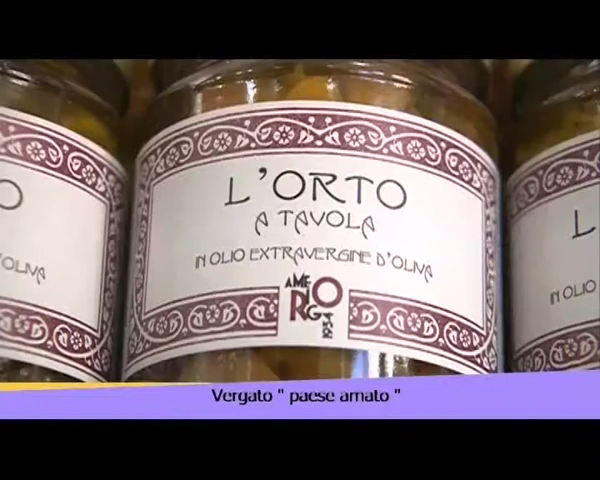 L'ORTO
A TAVOLA
IN OLIO EXTRAVERGINE D'OLIVA
AMERIGO
1934
Vergato " paese amato "